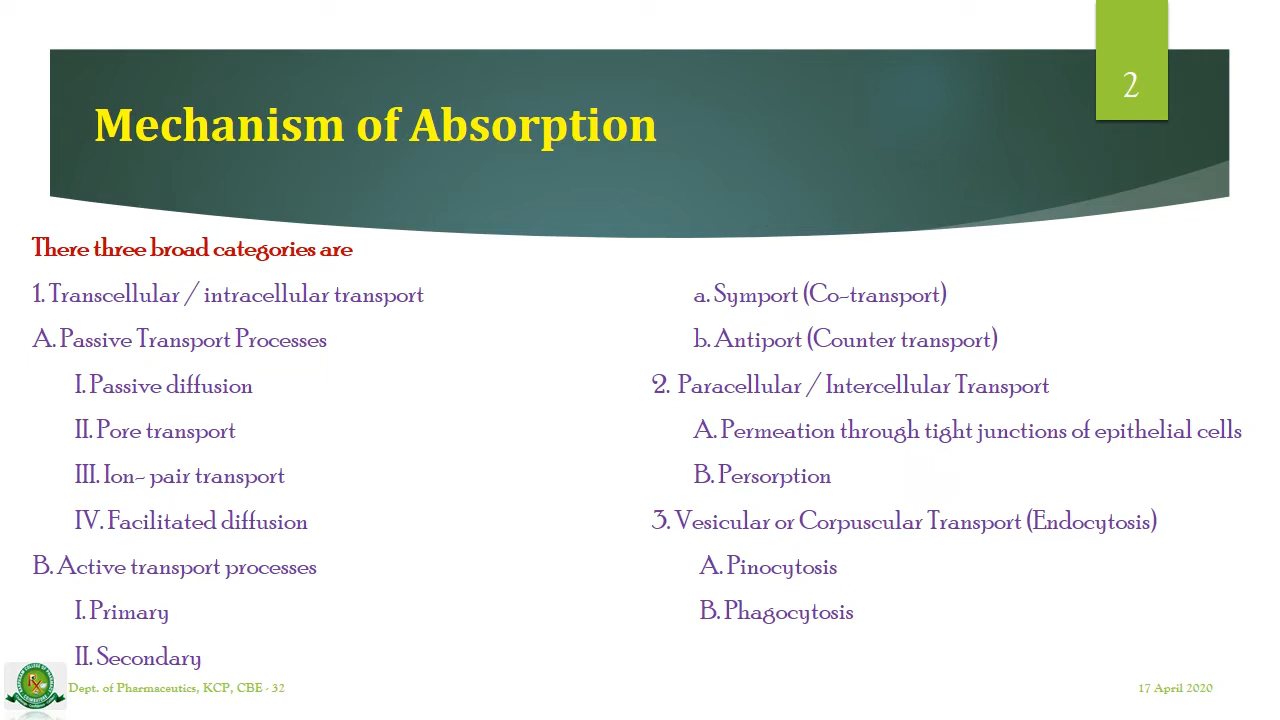 2
Mechanism of Absorption
There three broad categories are
1. Transcellular / intracellular transport
A. Passive Transport Processes
I. Passive diffusion
II. Pore transport
III. Ion- pair transport
IV. Facilitated diffusion
B. Active transport processes
I. Primary
II. Secondary
a. Symport (Co-transport)
b. Antiport (Counter transport)
2. Paracellular / Intercellular Transport
A. Permeation through tight junctions of epithelial cells
B. Persorption
3. Vesicular or Corpuscular Transport (Endocytosis)
A. Pinocytosis
B. Phagocytosis
Dept. of Pharmaceutics, KCP, CBE - 32
17 April 2020